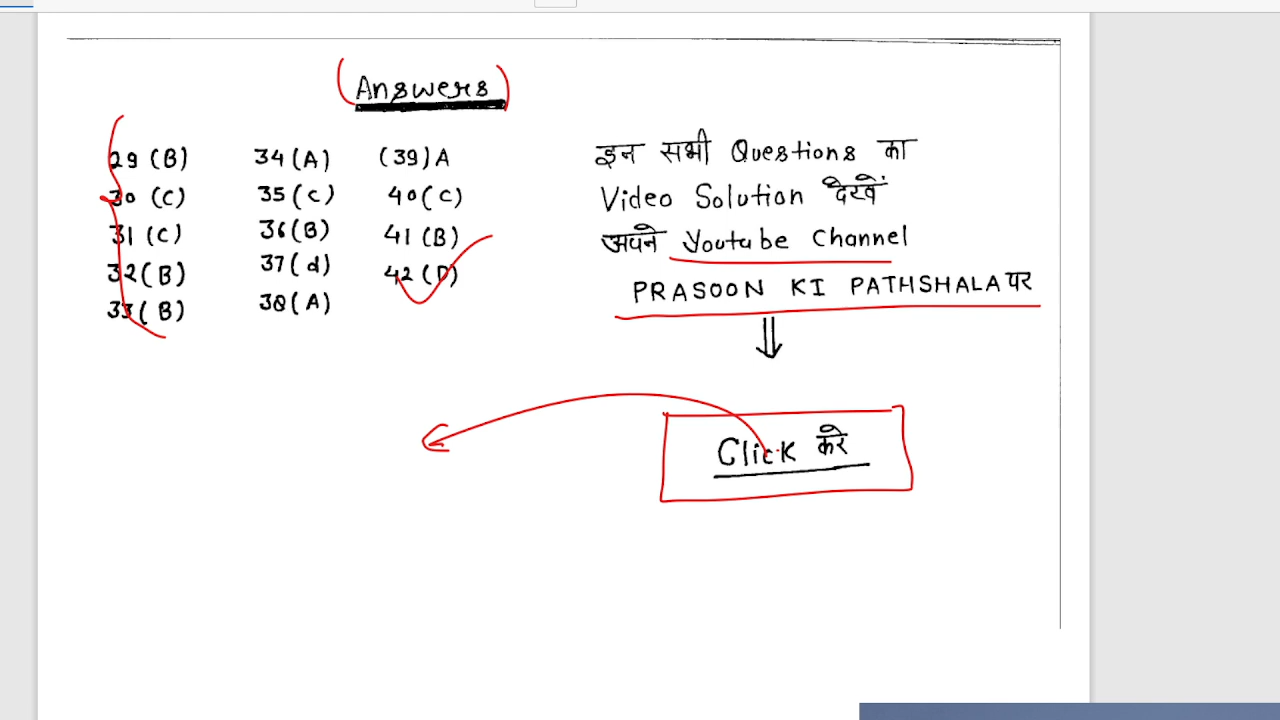 Answers
29 (B) 34 (A) (39) A
30 (C) 35 (C) 40 (C)
31 (C) 36 (B) 41 (B)
32 (B) 37 (d) 42 (D)
33 (B) 38 (A)
इन सभी Questions का
Video Solution देखें
अपने Youtube Channel
PRASOON KI PATHSHALA पर
Click करे